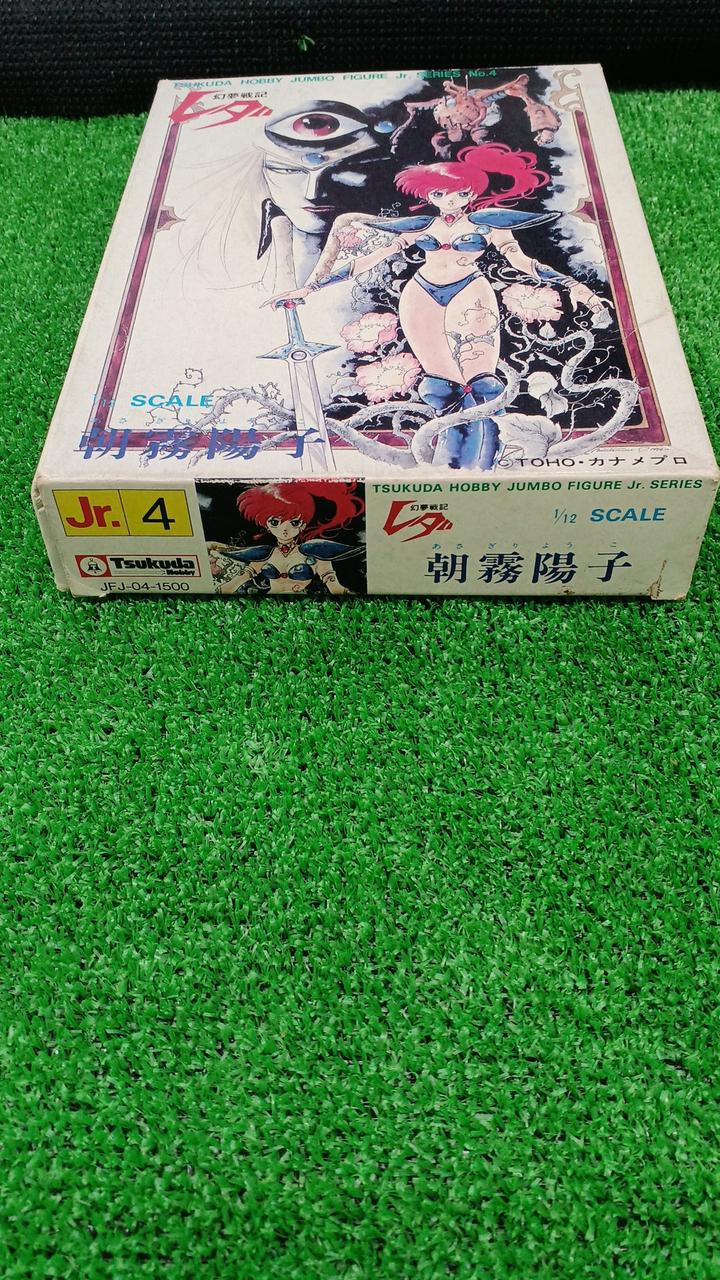 TSUKUDA HOBBY JUMBO FIGURE Jr. SERIES No.4
幻夢戦記
レダ
1/12 SCALE
朝霧陽子
©TOHO・カナメプロ
Jr. 4
Tsukuda
Hobby
JFJ-04-1500
TSUKUDA HOBBY JUMBO FIGURE Jr. SERIES
幻夢戦記
レダ
1/12 SCALE
あさぎりようこ
朝霧陽子